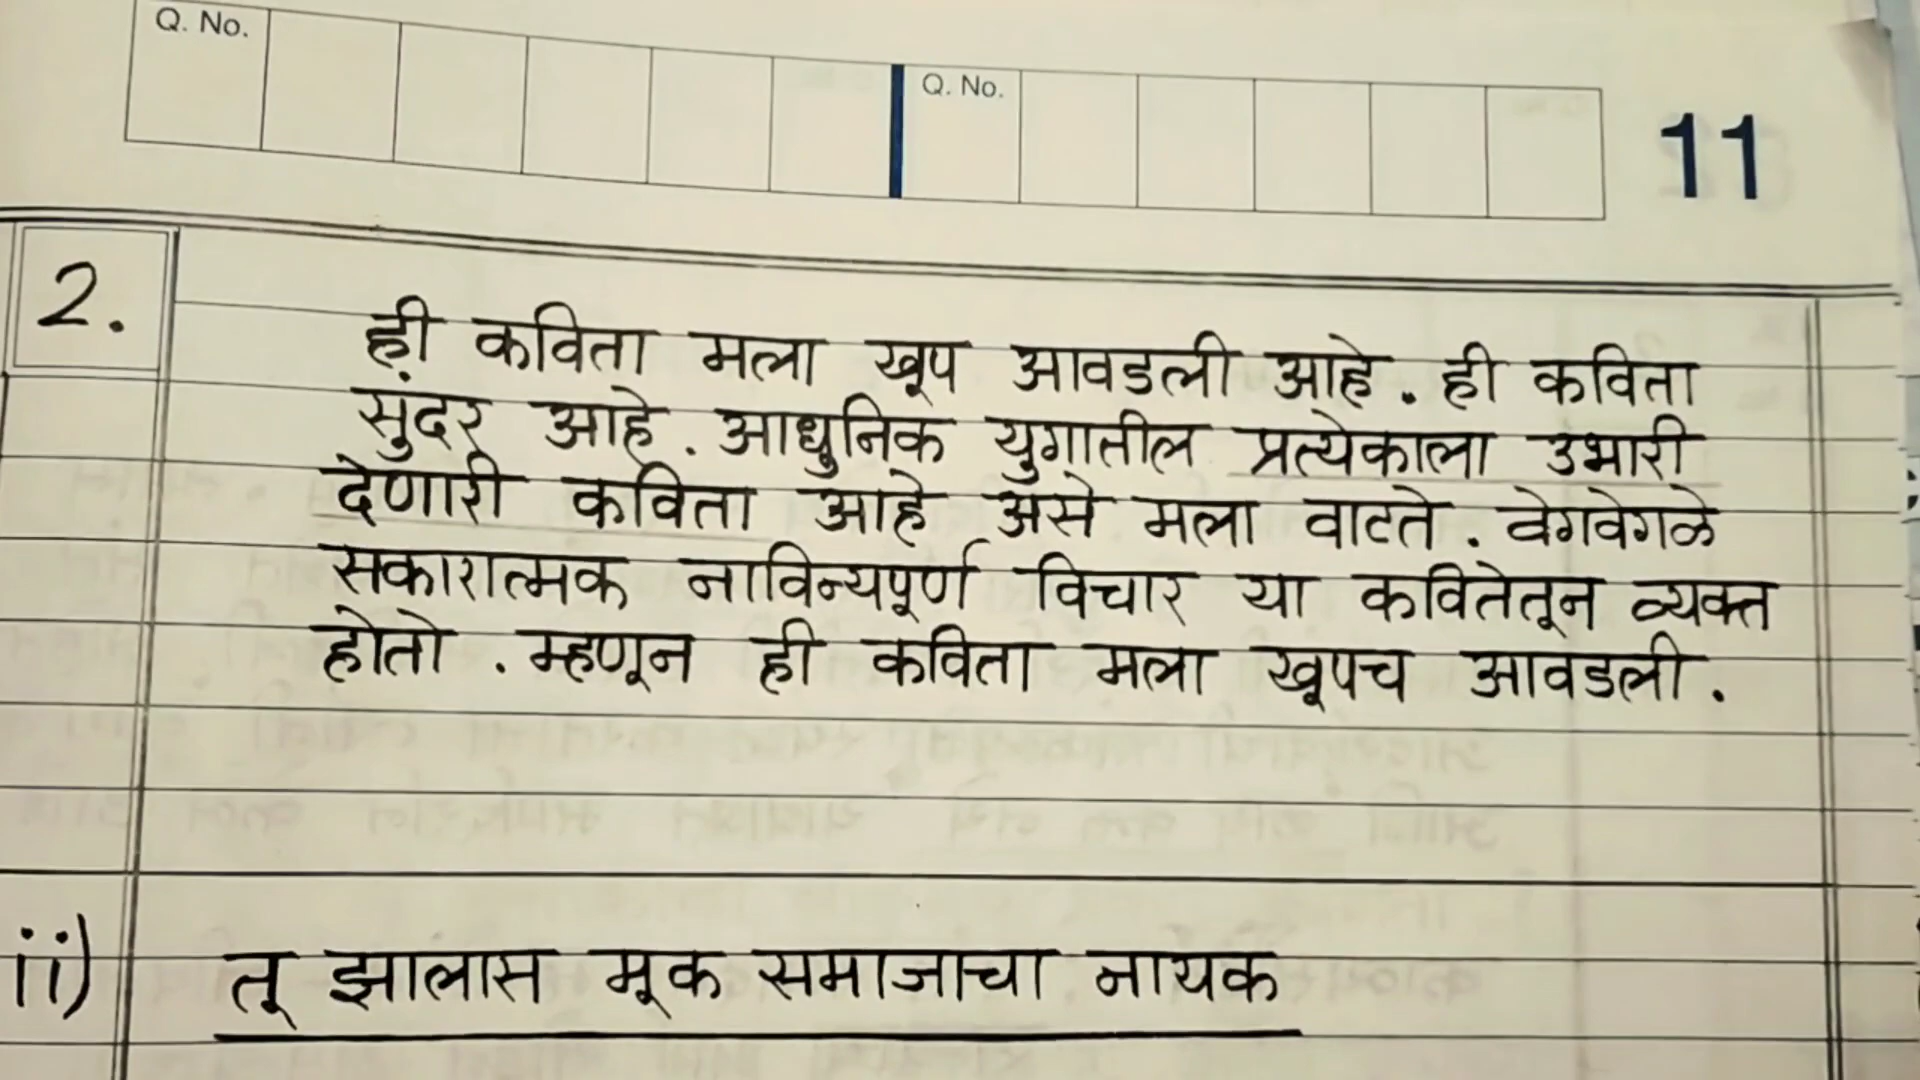 Q. No.
Q. No.
11
2.
ही कविता मला खूप आवडली आहे. ही कविता
सुंदर आहे. आधुनिक युगातील प्रत्येकाला उभारी
देणारी कविता आहे असे मला वाटते. वेगवेगळे
सकारात्मक नाविन्यपूर्ण विचार या कवितेतून व्यक्त
होतो. म्हणून ही कविता मला खूपच आवडली.
ii) तू झालास मूक समाजाचा नायक